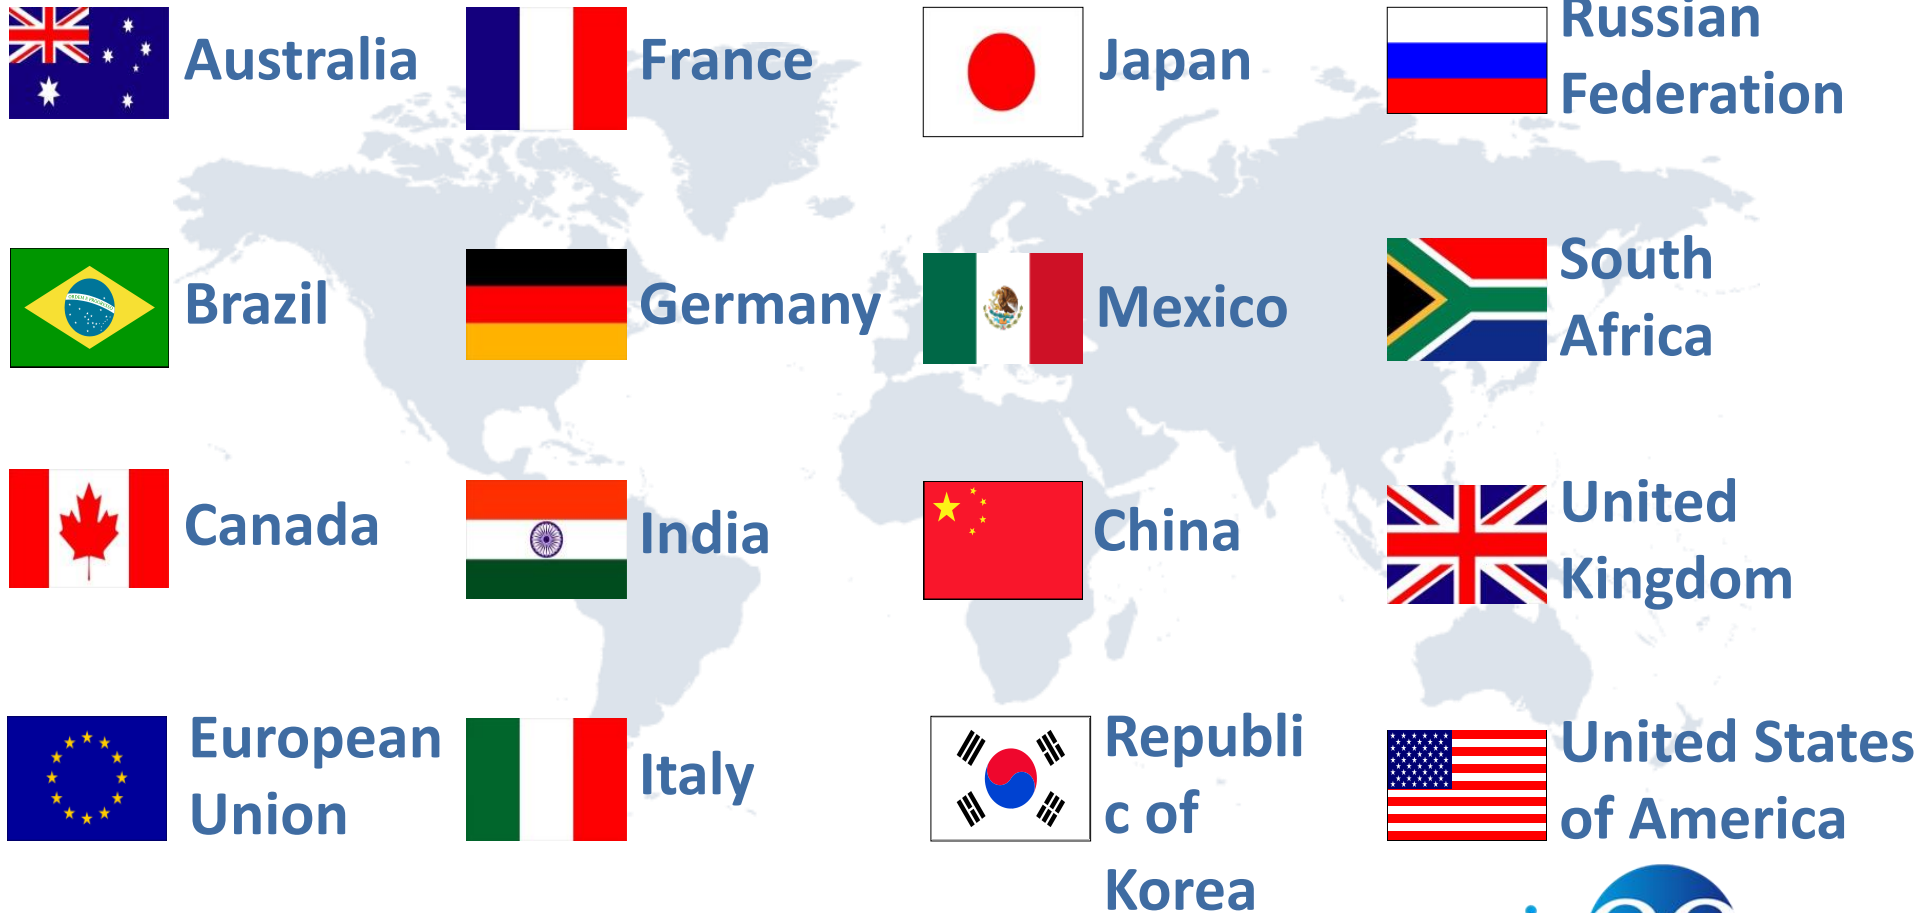 Australia
France
Japan
Russian
Federation
Brazil
Germany
Mexico
South
Africa
Canada
India
China
United
Kingdom
European
Union
Italy
Republi
c of
Korea
United States
of America